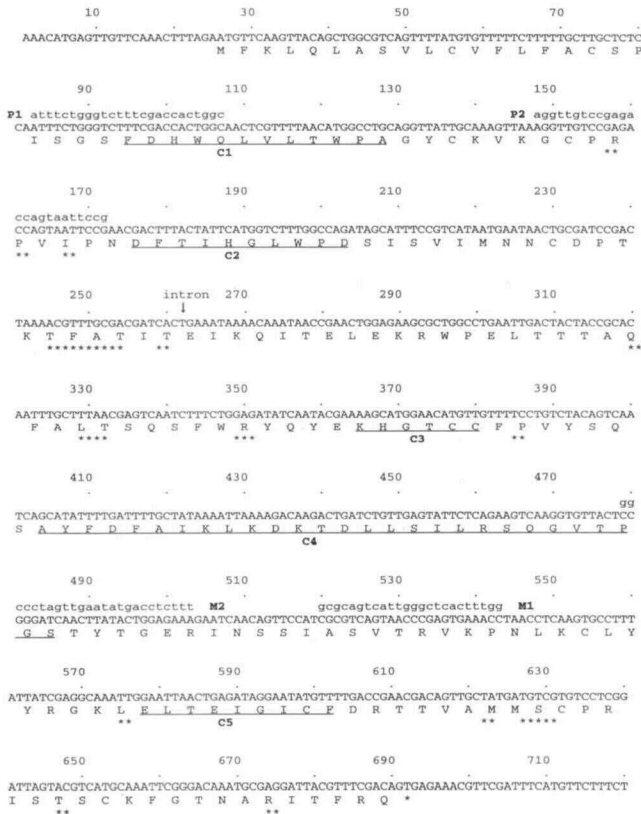 10 30 50 70
AAACATGAGTTGTTCAAACTTTAGAATGTTCAAGTTACAGCTGGCGTCAGTTTTATGTGTTTTTCTTTTTGCTTGCTCTC
M F K L Q L A S V L C V F L F A C S P
90 110 130 150
P1 atttctgggtctttcgaccactggc P2 aggttgtccgaga
CAATTTCTGGGTCTTTCGACCACTGGCAACTCGTTTTAACATGGCCTGCAGGTTATTGCAAAGTTAAAGGTTGTCCGAGA
I S G S F D H W Q L V L T W P A G Y C K V K G C P R
C1 **
170 190 210 230
ccagtaattccg
CCAGTAATTCCGAACGACTTTACTATTCATGGTCTTTGGCCAGATAGCATTTCCGTCATAATGAATAACTGCGATCCGAC
P V I P N D F T I H G L W P D S I S V I M N N C D P T
** ** C2
250 intron 270 290 310
↓
TAAAACGTTTGCGACGATCACTGAAATAAAACAAATAACCGAACTGGAGAAGCGCTGGCCTGAATTGACTACTACCGCAC
K T F A T I T E I K Q I T E L E K R W P E L T T T A Q
********** ** **
330 350 370 390
AATTTGCTTTAACGAGTCAATCTTTCTGGAGATATCAATACGAAAAGCATGGAACATGTTGTTTTCCTGTCTACAGTCAA
F A L T S Q S F W R Y Q Y E K H G T C C F P V Y S Q
**** *** C3 **
410 430 450 470
gg
TCAGCATATTTTGATTTTGCTATAAAATTAAAAGACAAGACTGATCTGTTGAGTATTCTCAGAAGTCAAGGTGTTACTCC
S A Y F D F A I K L K D K T D L L S I L R S Q G V T P
C4
490 510 530 550
ccctagttgaatatgacctcttt M2 gcgcagtcattgggctcactttgg M1
GGGATCAACTTATACTGGAGAAAGAATCAACAGTTCCATCGCGTCAGTAACCCGAGTGAAACCTAACCTCAAGTGCCTTT
G S T Y T G E R I N S S I A S V T R V K P N L K C L Y
570 590 610 630
ATTATCGAGGCAAATTGGAATTAACTGAGATAGGAATATGTTTTGACCGAACGACAGTTGCTATGATGTCGTGTCCTCGG
Y R G K L E L T E I G I C F D R T T V A M M S C P R
** C5 ** ****
650 670 690 710
ATTAGTACGTCATGCAAATTCGGGACAAATGCGAGGATTACGTTTCGACAGTGAGAAACGTTCGATTTCATGTTCTTTCT
I S T S C K F G T N A R I T F R Q *
** **